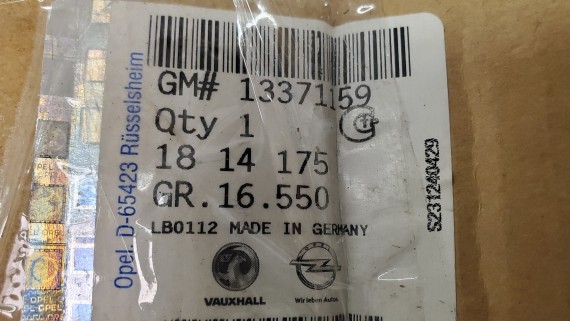 GM# 13371159
Qty 1
18 14 175
GR.16.550
LB0112 MADE IN GERMANY
VAUXHALL
Wir leben Autos.
Opel D-65423 Rüsselsheim
S231240429
OPEL